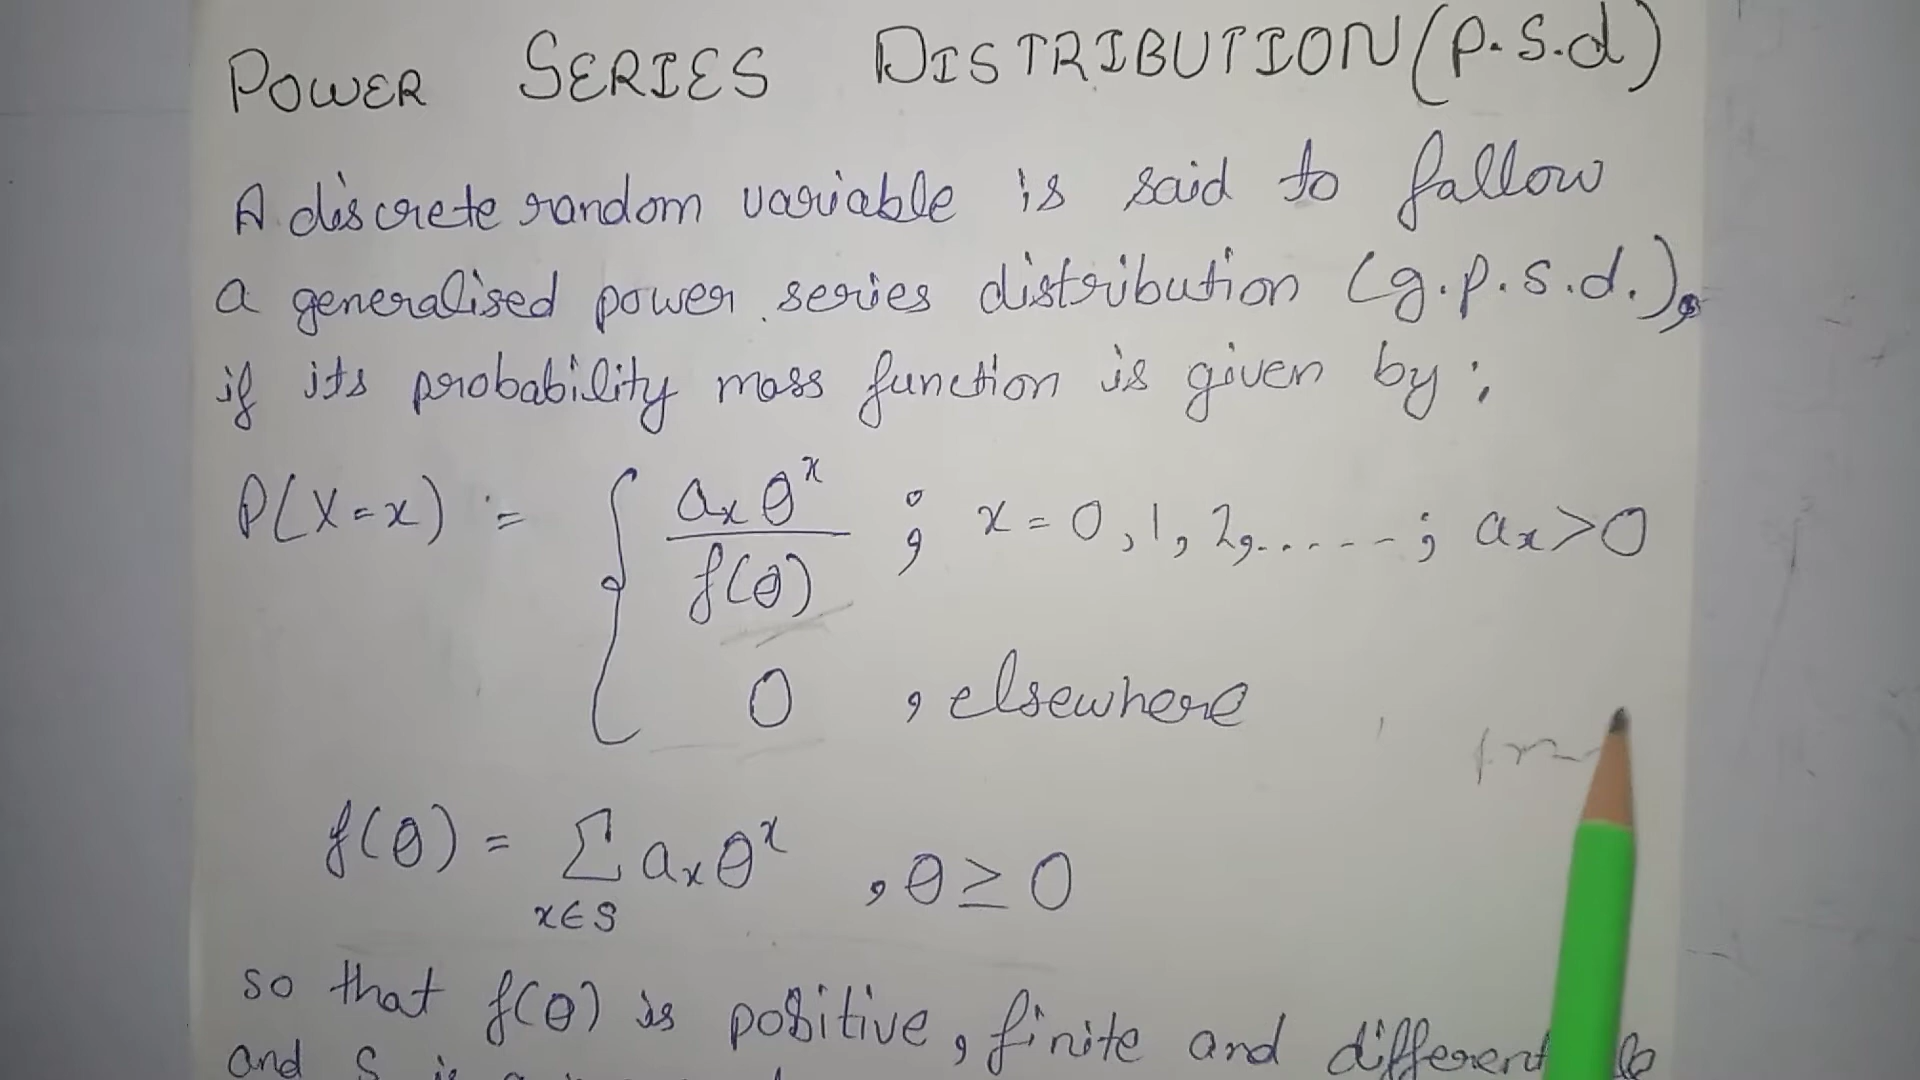 POWER SERIES DISTRIBUTION (p.s.d)
A discrete random variable is said to fallow
a generalised power series distribution (g.p.s.d.),
if its probability mass function is given by :,
P(X=x) := { a_x θ^x / f(θ) ; x = 0, 1, 2, ...... ; a_x > 0
0 , elsewhere
f(θ) = Σ_{x∈S} a_x θ^x , θ ≥ 0
so that f(θ) is positive, finite and
and S is a